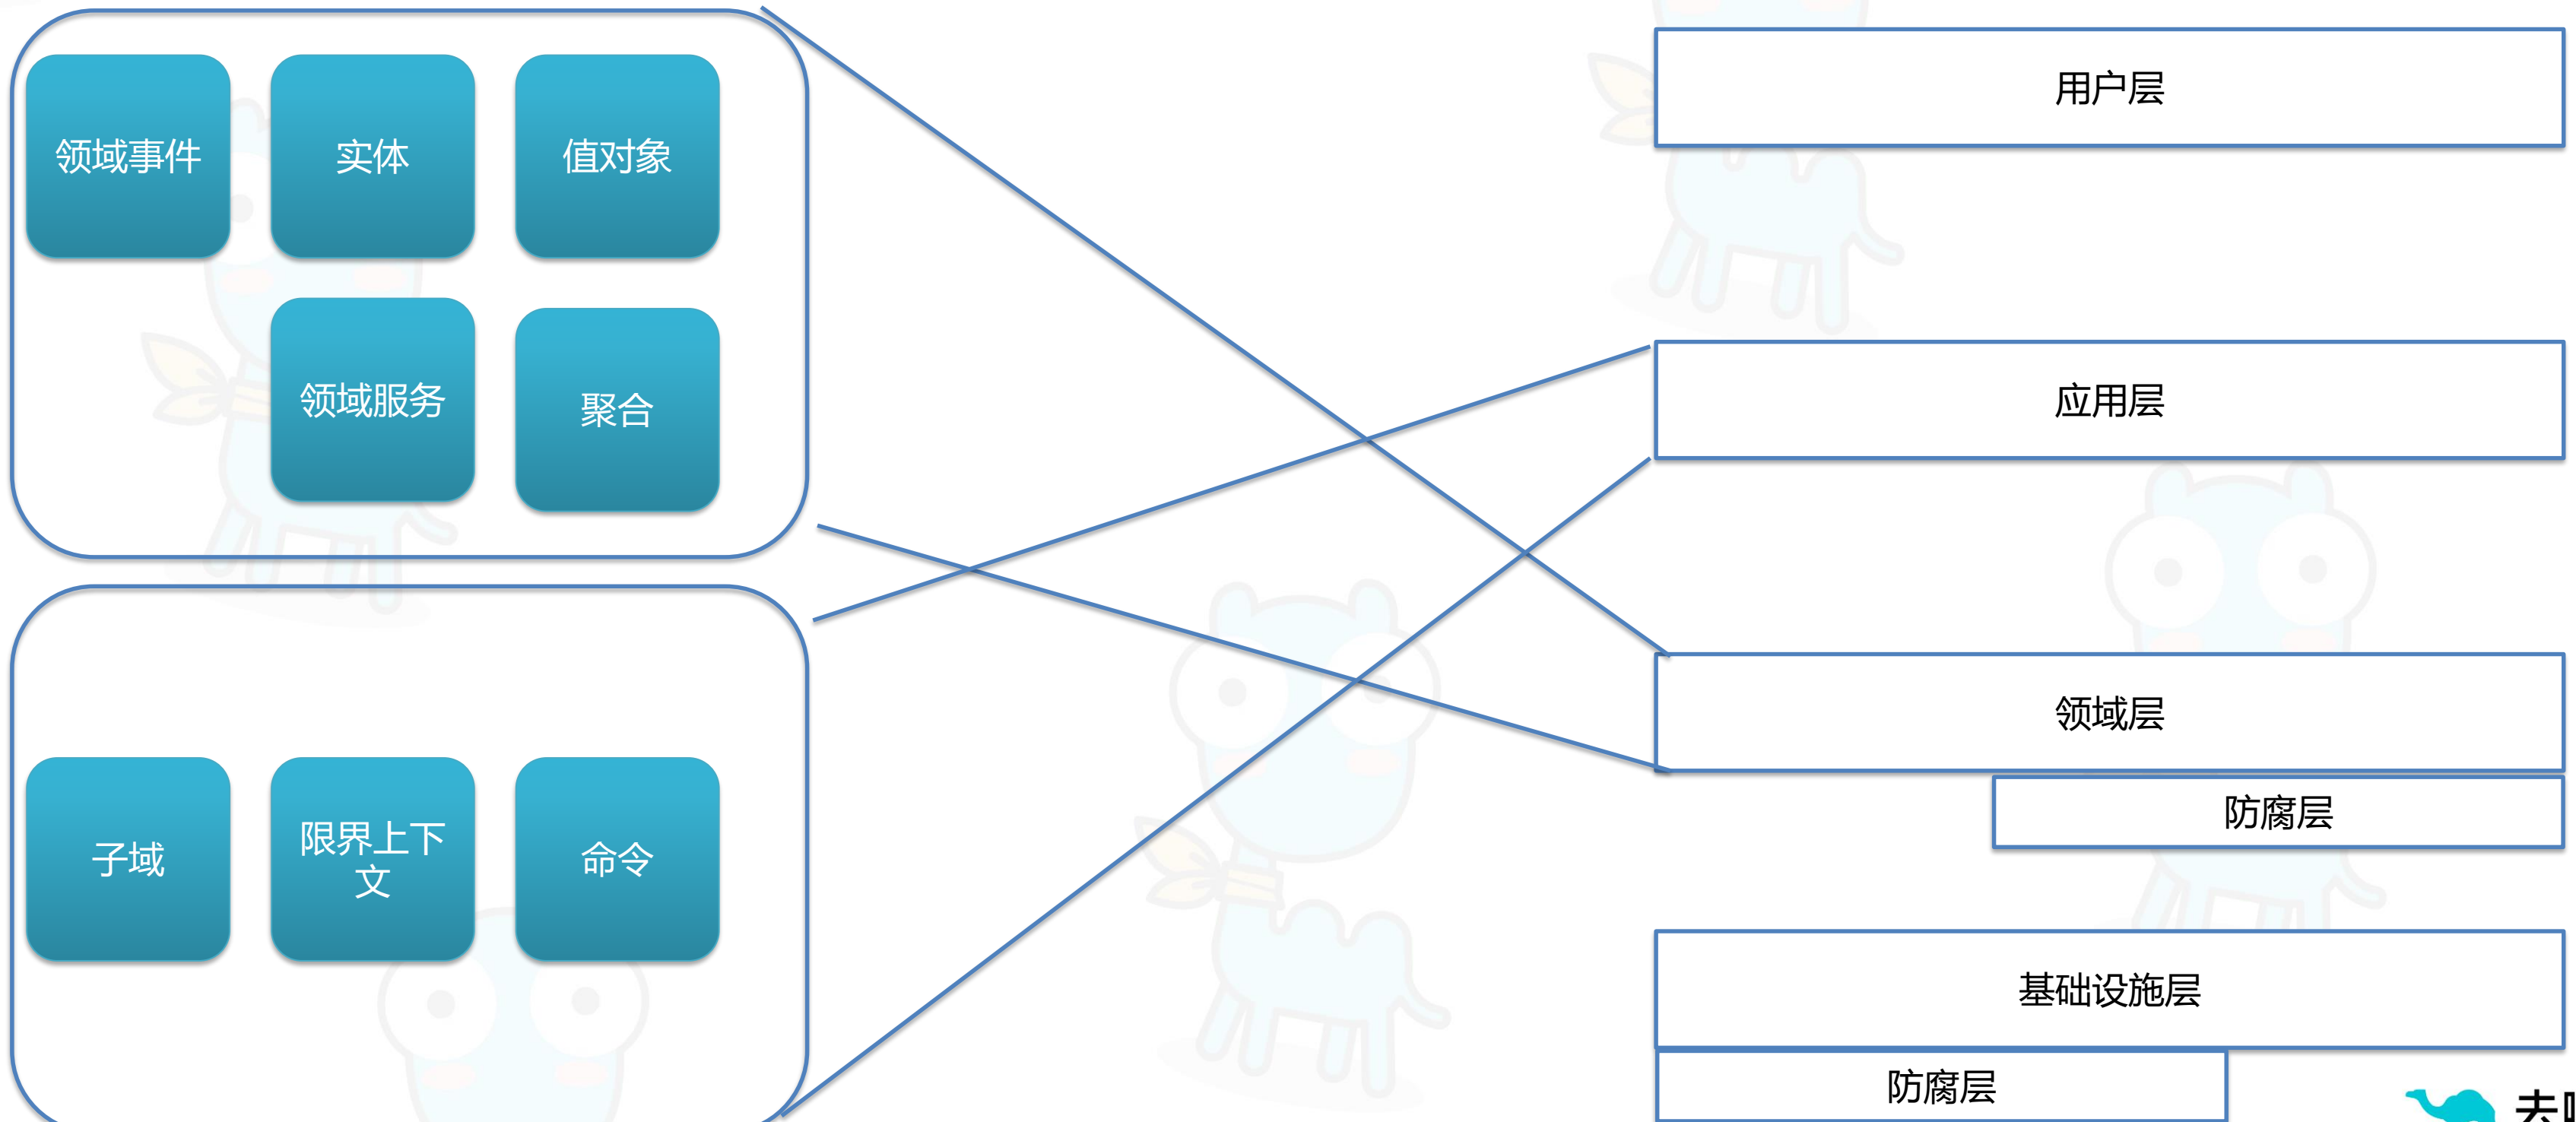 领域事件
实体
值对象
领域服务
聚合
子域
限界上下
文
命令
用户层
应用层
领域层
防腐层
基础设施层
防腐层
去